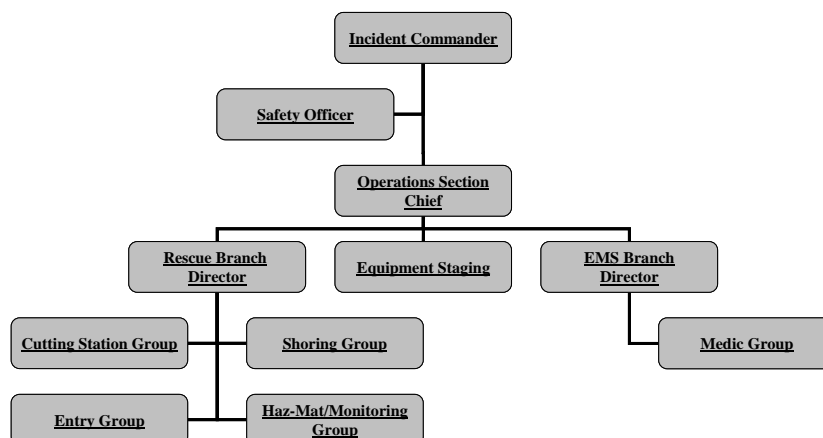 Incident Commander
Safety Officer
Operations Section
Chief
Rescue Branch
Director
Equipment Staging
EMS Branch
Director
Cutting Station Group
Shoring Group
Medic Group
Entry Group
Haz-Mat/Monitoring
Group